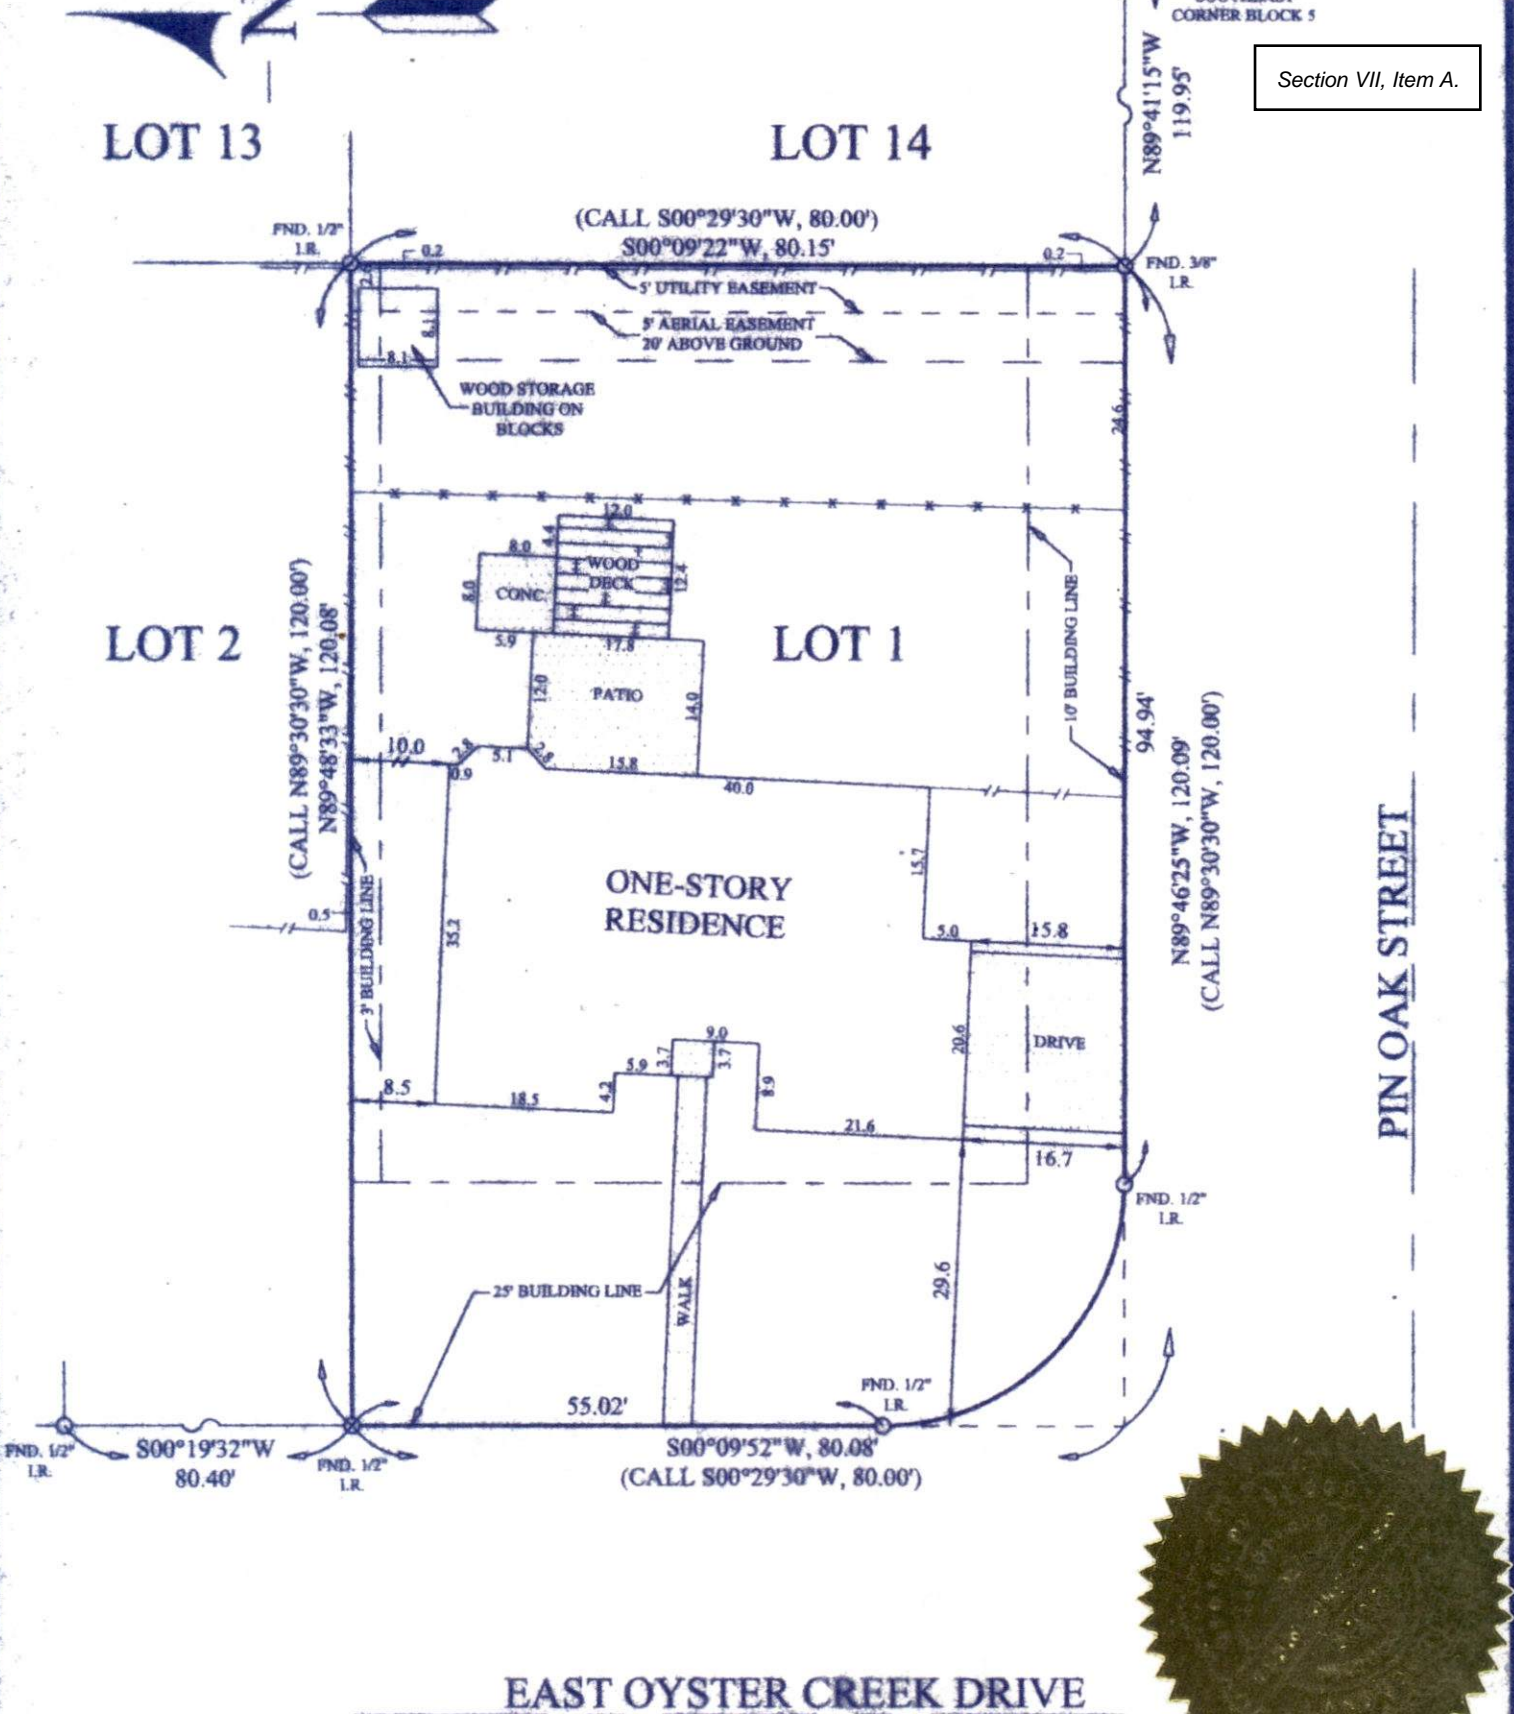 CORNER BLOCK 5
Section VII, Item A.
N89°41'15"W
119.95'
LOT 13
LOT 14
(CALL S00°29'30"W, 80.00')
S00°09'22"W, 80.15'
FND. 1/2"
I.R.
0.2
0.2
FND. 3/8"
I.R.
5' UTILITY EASEMENT
5' AERIAL EASEMENT
20' ABOVE GROUND
8.1
8.1
WOOD STORAGE
BUILDING ON
BLOCKS
24.6
12.0
4.4
8.0
WOOD
DECK
12.4
8.0
CONC.
5.9
17.8
LOT 2
LOT 1
(CALL N89°30'30"W, 120.00')
N89°48'33"W, 120.08'
12.0
PATIO
14.0
10' BUILDING LINE
94.94'
N89°46'25"W, 120.09'
(CALL N89°30'30"W, 120.00')
10.0
2.8
5.1
2.8
0.9
15.8
40.0
15.7
ONE-STORY
RESIDENCE
PIN OAK STREET
0.5
3' BUILDING LINE
35.2
5.0
15.8
20.6
DRIVE
9.0
3.7
3.7
5.9
4.2
8.9
8.5
18.5
21.6
16.7
FND. 1/2"
I.R.
25' BUILDING LINE
WALK
29.6
FND. 1/2"
I.R.
55.02'
FND. 1/2"
I.R.
S00°19'32"W
80.40'
FND. 1/2"
I.R.
S00°09'52"W, 80.08'
(CALL S00°29'30"W, 80.00')
EAST OYSTER CREEK DRIVE